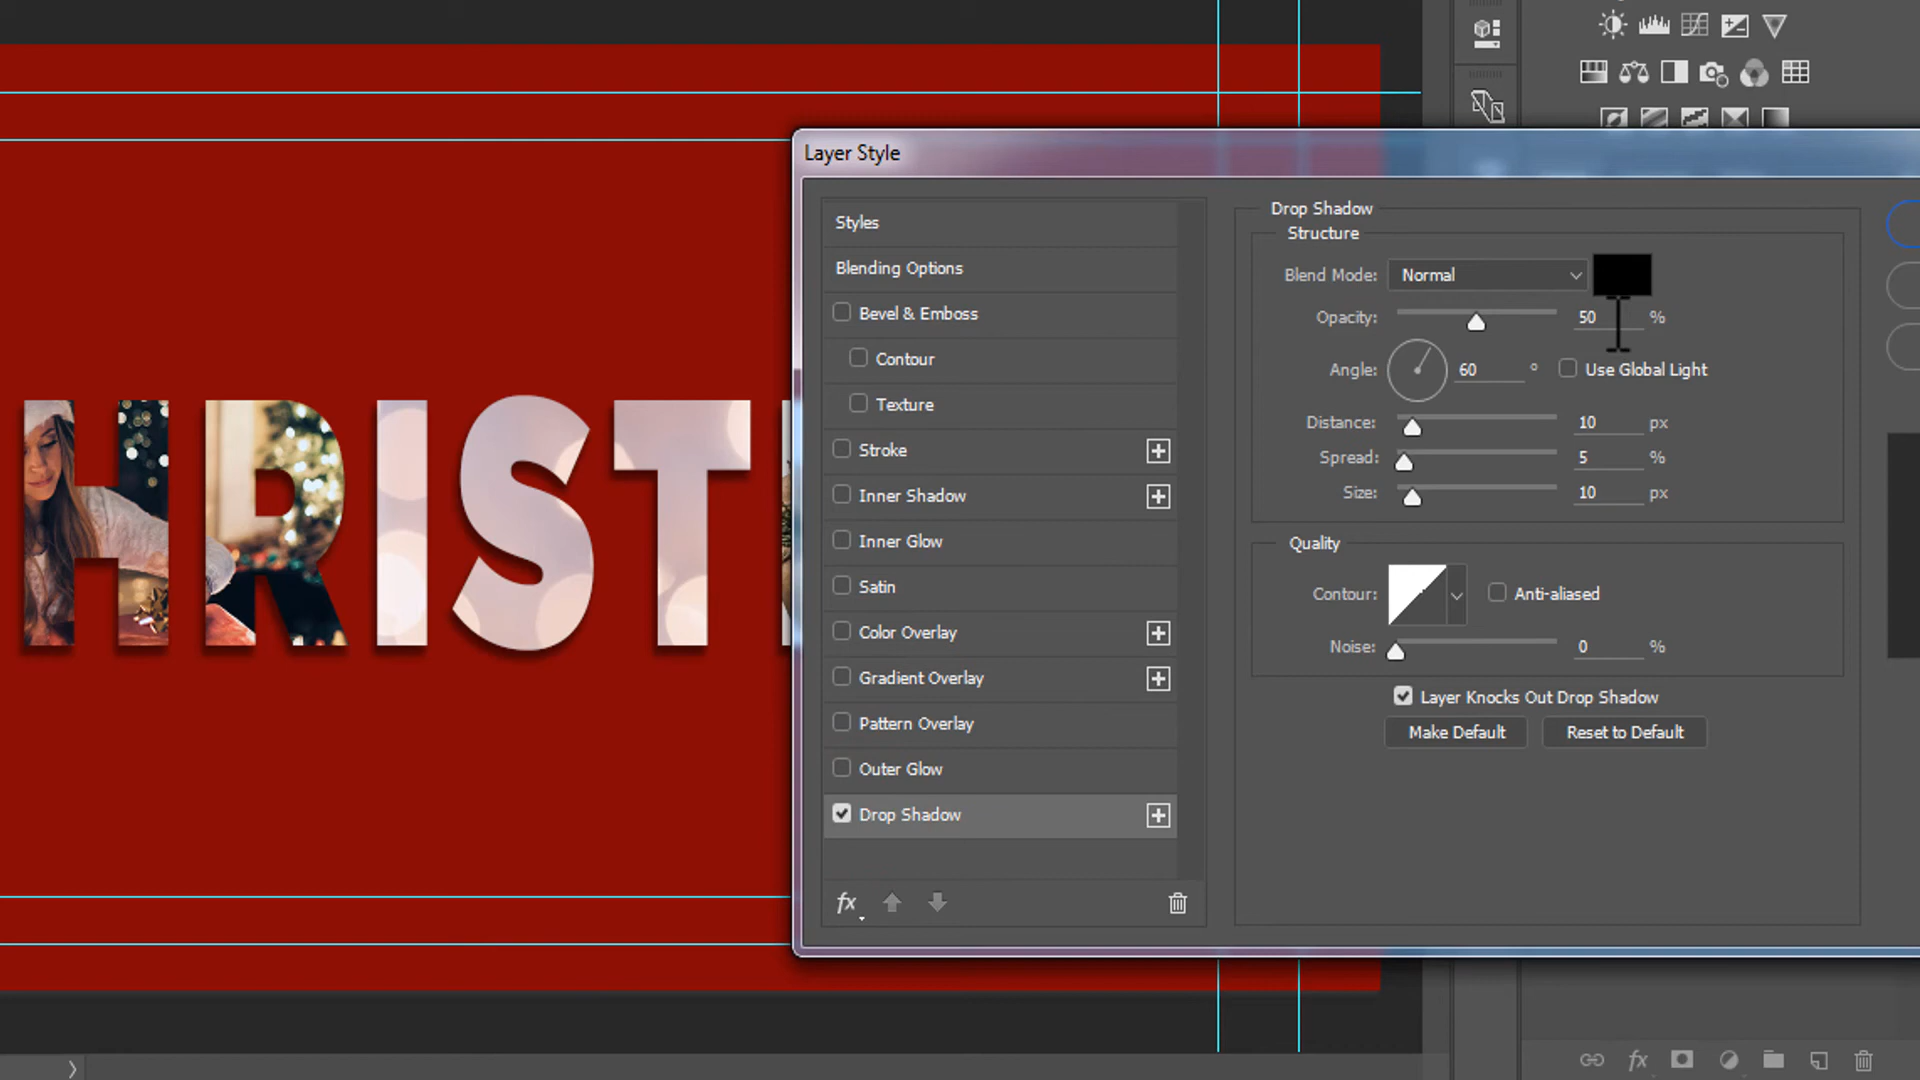 Layer Style
Styles
Blending Options
Bevel & Emboss
Contour
Texture
Stroke
Inner Shadow
Inner Glow
Satin
Color Overlay
Gradient Overlay
Pattern Overlay
Outer Glow
Drop Shadow
fx
Drop Shadow
Structure
Blend Mode: Normal
Opacity: 50 %
Angle: 60 ° Use Global Light
Distance: 10 px
Spread: 5 %
Size: 10 px
Quality
Contour: Anti-aliased
Noise: 0 %
Layer Knocks Out Drop Shadow
Make Default Reset to Default
HRIST
fx